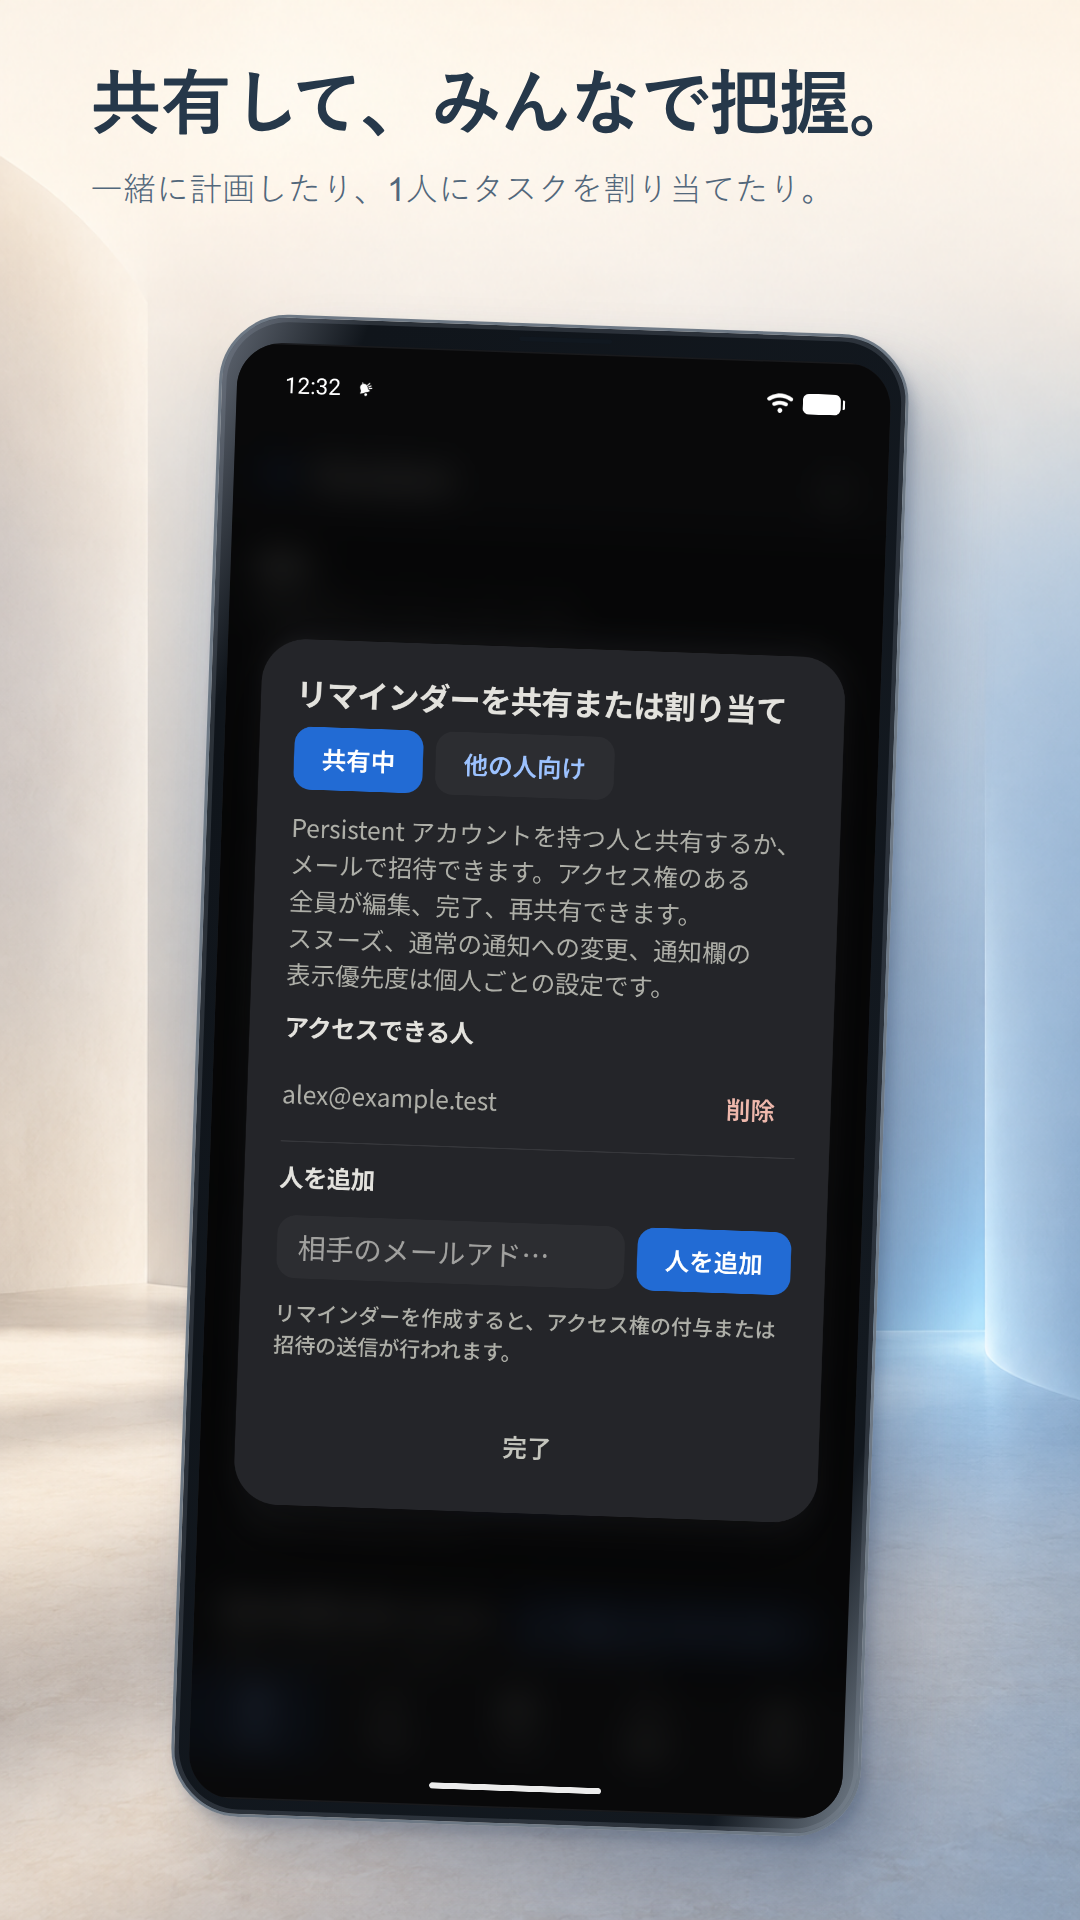 共有して、みんなで把握。
一緒に計画したり、1人にタスクを割り当てたり。
12:32
リマインダーを共有または割り当て
共有中
他の人向け
Persistent アカウントを持つ人と共有するか、
メールで招待できます。アクセス権のある
全員が編集、完了、再共有できます。
スヌーズ、通常の通知への変更、通知欄の
表示優先度は個人ごとの設定です。
アクセスできる人
alex@example.test
削除
人を追加
相手のメールアド…
人を追加
リマインダーを作成すると、アクセス権の付与または
招待の送信が行われます。
完了